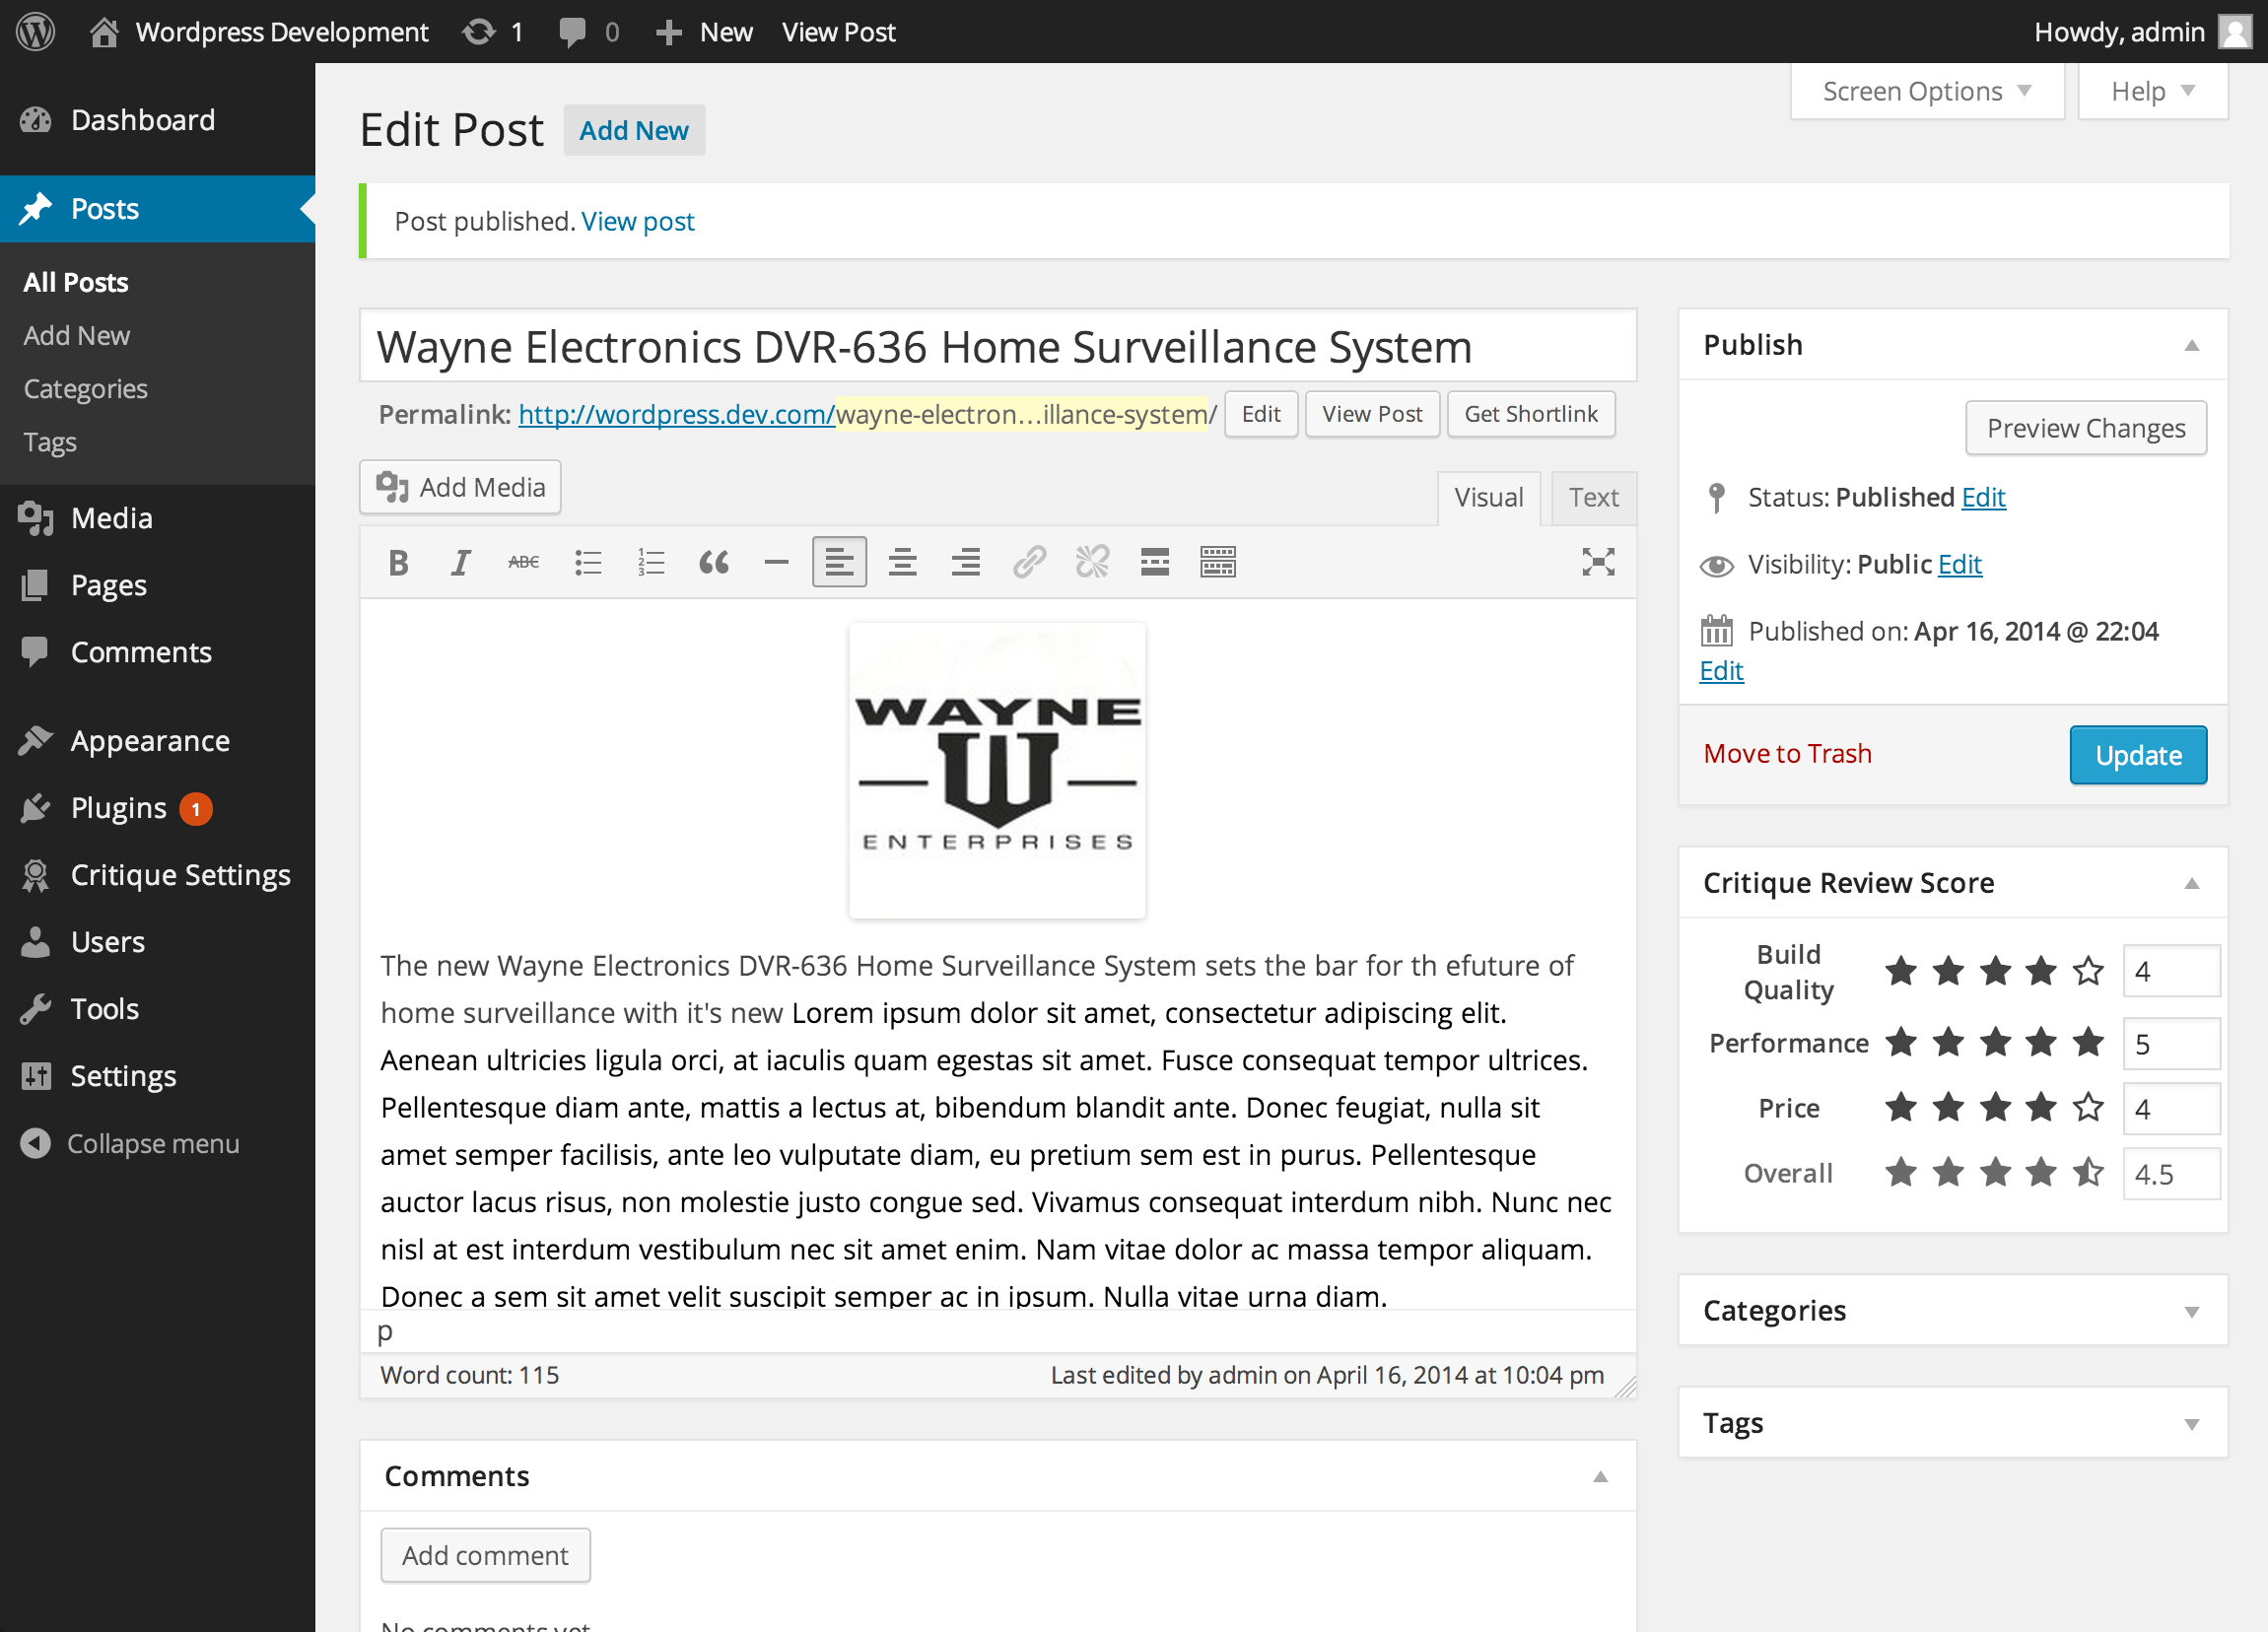 Wordpress Development 1 0 New View Post Howdy, admin
Screen Options Help
Dashboard
Posts
All Posts
Add New
Categories
Tags
Media
Pages
Comments
Appearance
Plugins 1
Critique Settings
Users
Tools
Settings
Collapse menu
Edit Post Add New
Post published. View post
Wayne Electronics DVR-636 Home Surveillance System
Permalink: http://wordpress.dev.com/wayne-electron…illance-system/ Edit View Post Get Shortlink
Add Media
Visual Text
B I ABC
WAYNE
W
ENTERPRISES
The new Wayne Electronics DVR-636 Home Surveillance System sets the bar for th efuture of
home surveillance with it's new Lorem ipsum dolor sit amet, consectetur adipiscing elit.
Aenean ultricies ligula orci, at iaculis quam egestas sit amet. Fusce consequat tempor ultrices.
Pellentesque diam ante, mattis a lectus at, bibendum blandit ante. Donec feugiat, nulla sit
amet semper facilisis, ante leo vulputate diam, eu pretium sem est in purus. Pellentesque
auctor lacus risus, non molestie justo congue sed. Vivamus consequat interdum nibh. Nunc nec
nisl at est interdum vestibulum nec sit amet enim. Nam vitae dolor ac massa tempor aliquam.
Donec a sem sit amet velit suscipit semper ac in ipsum. Nulla vitae urna diam.
p
Word count: 115 Last edited by admin on April 16, 2014 at 10:04 pm
Comments
Add comment
No comments yet
Publish
Preview Changes
Status: Published Edit
Visibility: Public Edit
Published on: Apr 16, 2014 @ 22:04
Edit
Move to Trash Update
Critique Review Score
Build
Quality 4
Performance 5
Price 4
Overall 4.5
Categories
Tags